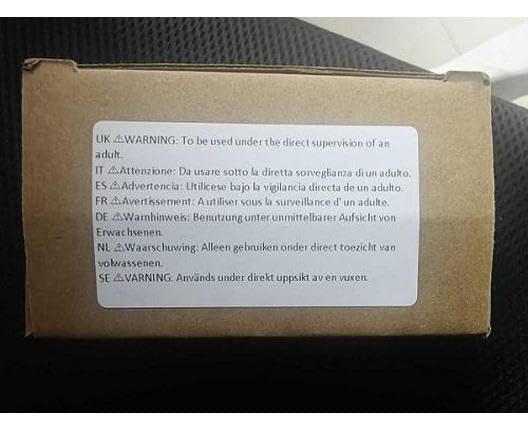 UK ⚠WARNING: To be used under the direct supervision of an
adult.
IT ⚠Attenzione: Da usare sotto la diretta sorveglianza di un adulto.
ES ⚠Advertencia: Utilícese bajo la vigilancia directa de un adulto.
FR ⚠Avertissement: A utiliser sous la surveillance d' un adulte.
DE ⚠Warnhinweis: Benutzung unter unmittelbarer Aufsicht von
Erwachsenen.
NL ⚠Waarschuwing: Alleen gebruiken onder direct toezicht van
volwassenen.
SE ⚠VARNING: Används under direkt uppsikt av en vuxen.